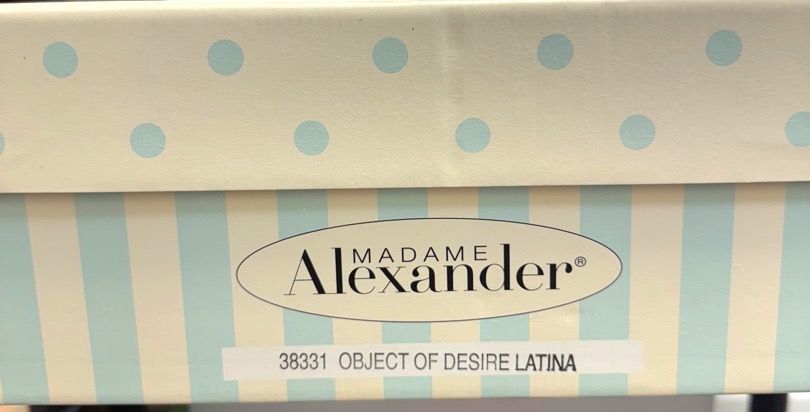 MADAME
Alexander®
38331 OBJECT OF DESIRE LATINA